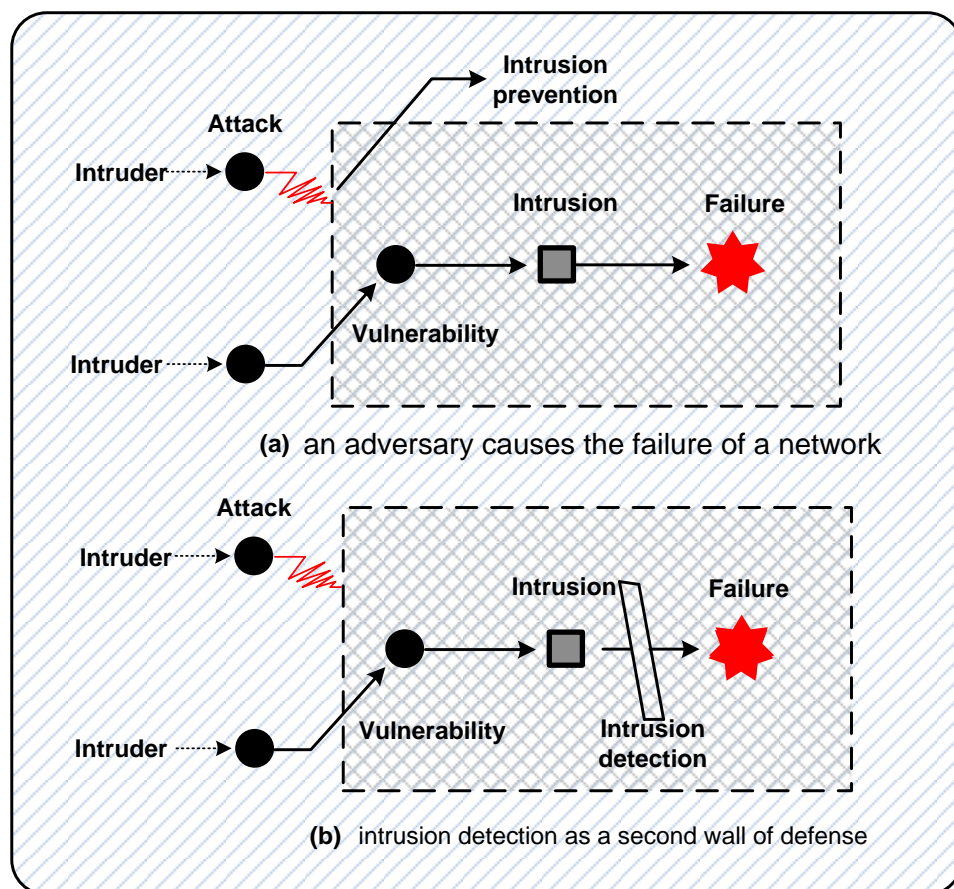 Intrusion
prevention
Attack
Intruder
Intrusion
Failure
Vulnerability
Intruder
(a) an adversary causes the failure of a network
Attack
Intruder
Intrusion
Failure
Vulnerability
Intrusion
detection
Intruder
(b) intrusion detection as a second wall of defense